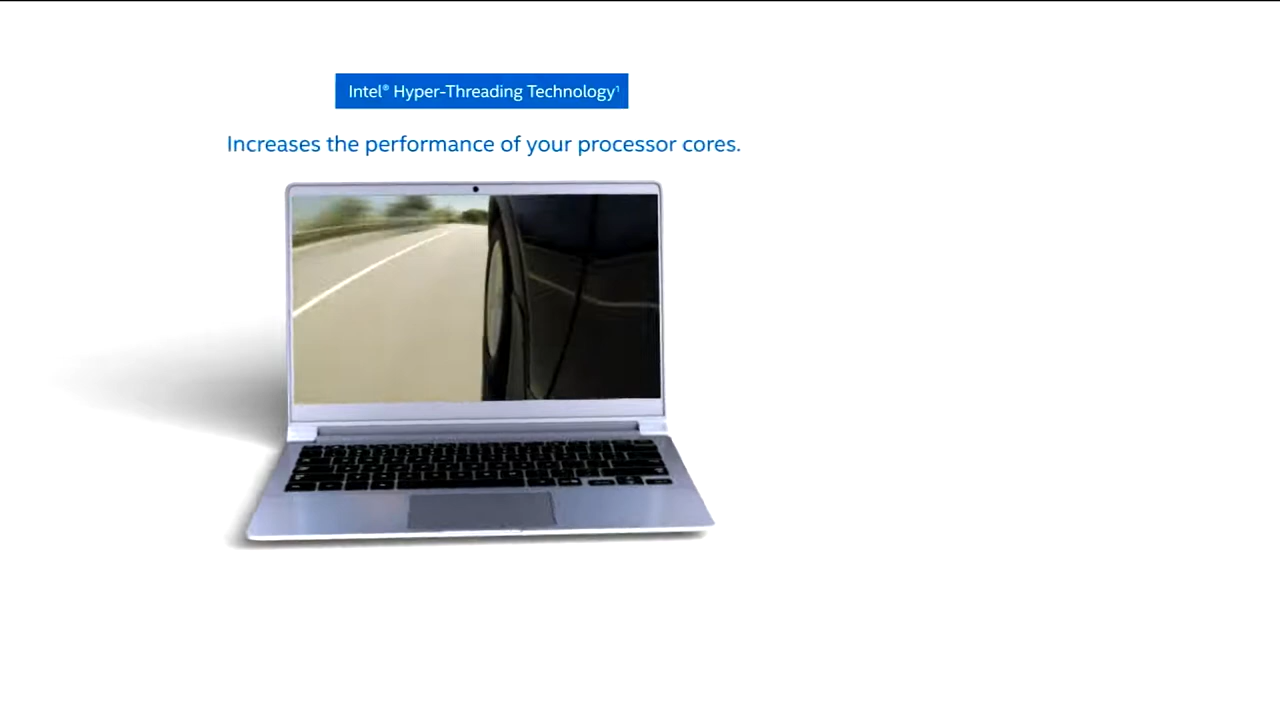 Intel® Hyper-Threading Technology¹
Increases the performance of your processor cores.